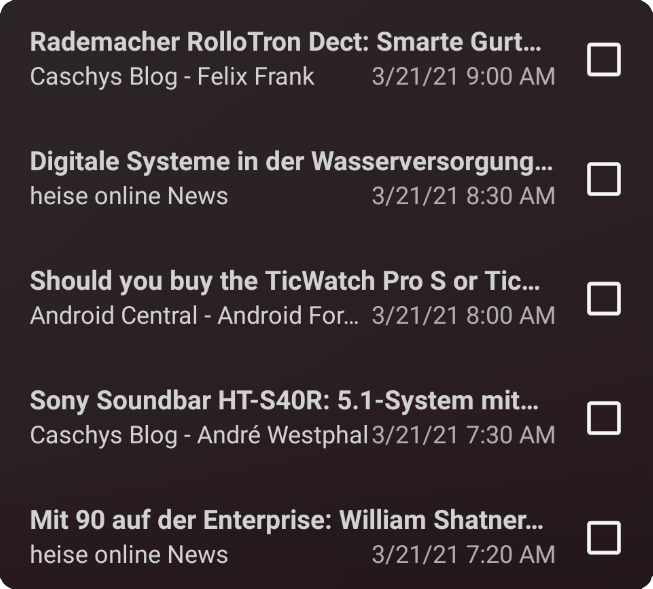 Rademacher RolloTron Dect: Smarte Gurt...
Caschys Blog - Felix Frank 3/21/21 9:00 AM
Digitale Systeme in der Wasserversorgung...
heise online News 3/21/21 8:30 AM
Should you buy the TicWatch Pro S or Tic...
Android Central - Android For... 3/21/21 8:00 AM
Sony Soundbar HT-S40R: 5.1-System mit...
Caschys Blog - André Westphal 3/21/21 7:30 AM
Mit 90 auf der Enterprise: William Shatner...
heise online News 3/21/21 7:20 AM